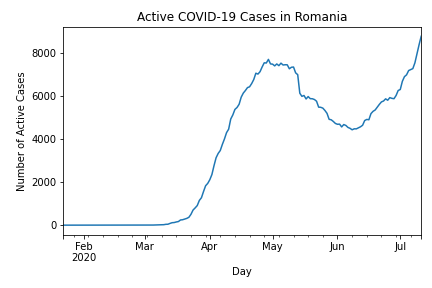 Active COVID-19 Cases in Romania
Number of Active Cases
8000
6000
4000
2000
0
Feb
2020
Mar
Apr
May
Jun
Jul
Day